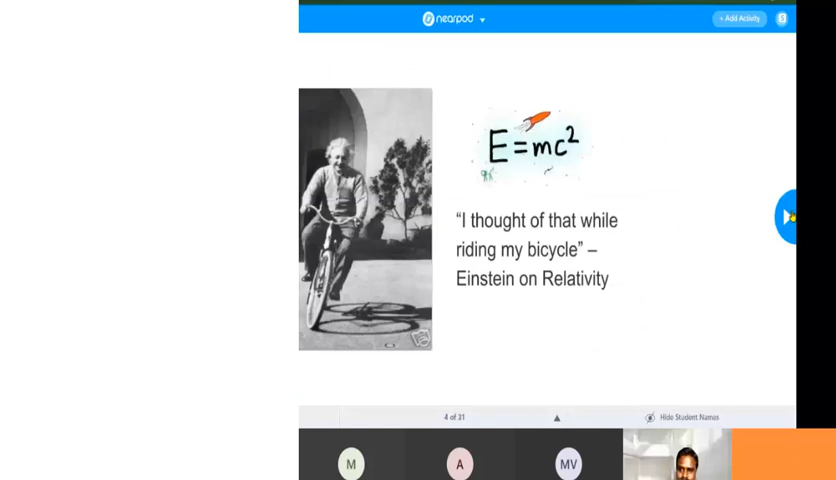 nearpod
+ Add Activity
S
E=mc²
“I thought of that while
riding my bicycle” –
Einstein on Relativity
4 of 31
Hide Student Names
M
A
MV